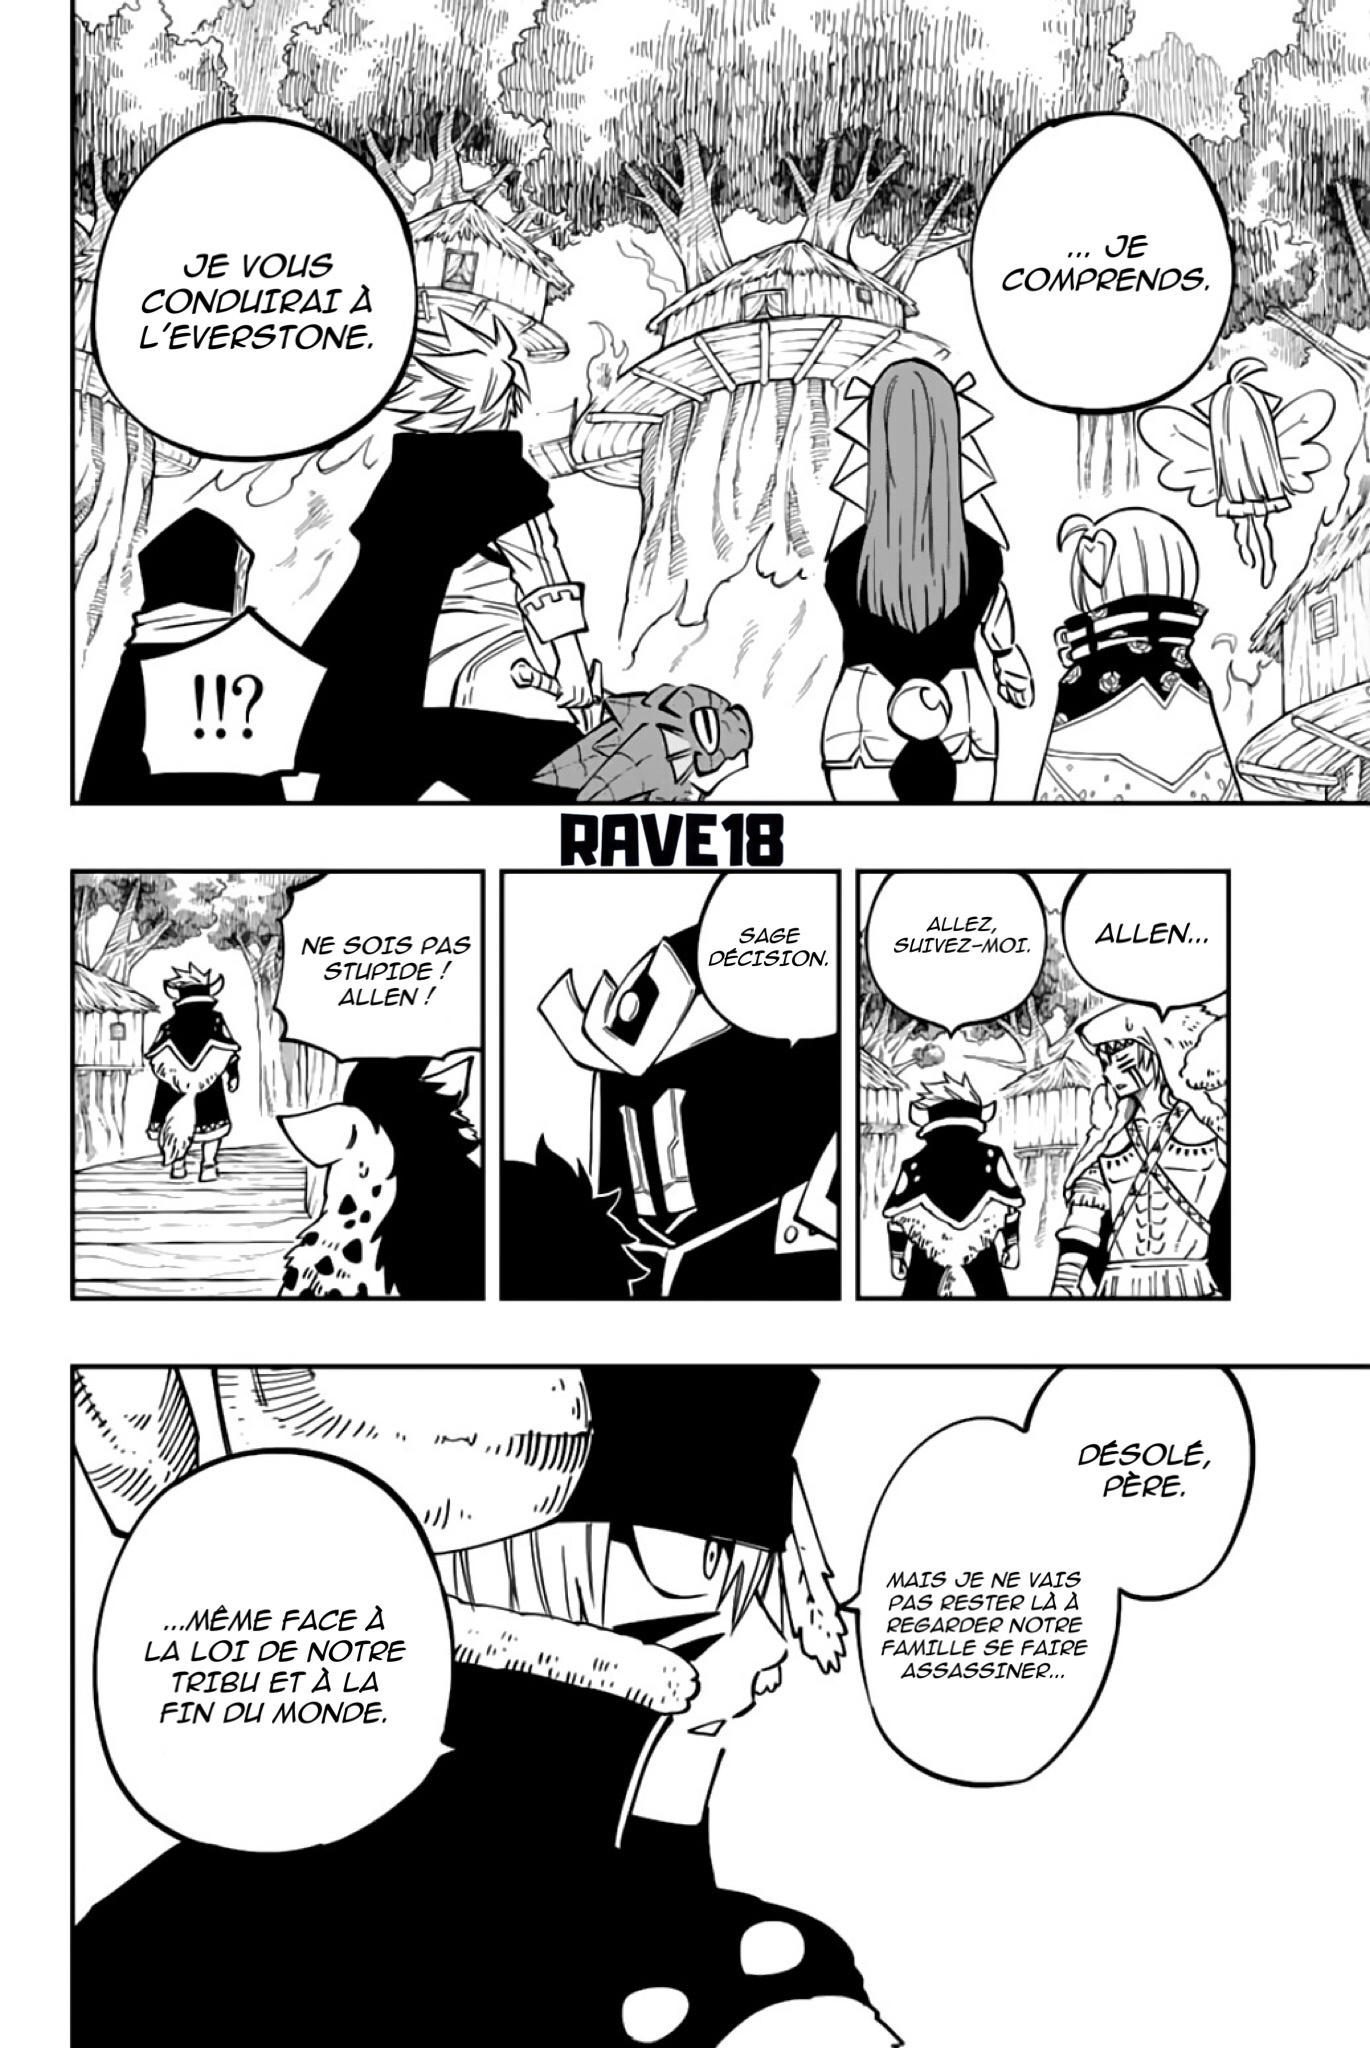 ... JE
COMPRENDS.
JE VOUS
CONDUIRAI À
L'EVERSTONE.
!!?
RAVE18
ALLEN...
ALLEZ,
SUIVEZ-MOI.
SAGE
DÉCISION.
NE SOIS PAS
STUPIDE !
ALLEN !
DÉSOLÉ,
PÈRE.
MAIS JE NE VAIS
PAS RESTER LÀ À
REGARDER NOTRE
FAMILLE SE FAIRE
ASSASSINER...
...MÊME FACE À
LA LOI DE NOTRE
TRIBU ET À LA
FIN DU MONDE.